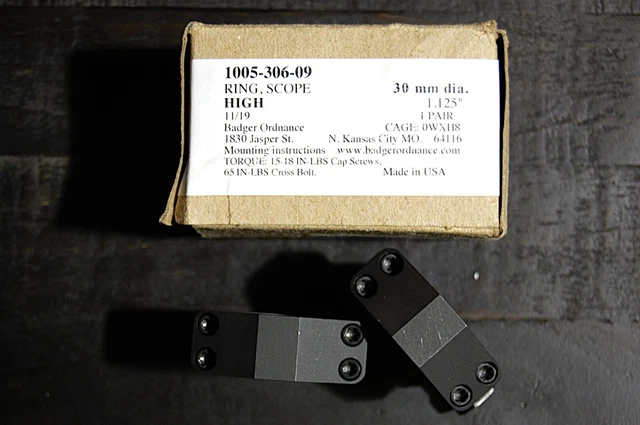 1005-306-09
RING, SCOPE 30 mm dia.
HIGH 1.125"
11/19 1 PAIR
Badger Ordnance CAGE: 0WXH8
1830 Jasper St. N. Kansas City MO. 64116
Mounting instructions www.badgerordnance.com
TORQUE: 15-18 IN-LBS Cap Screws,
65 IN-LBS Cross Bolt. Made in USA